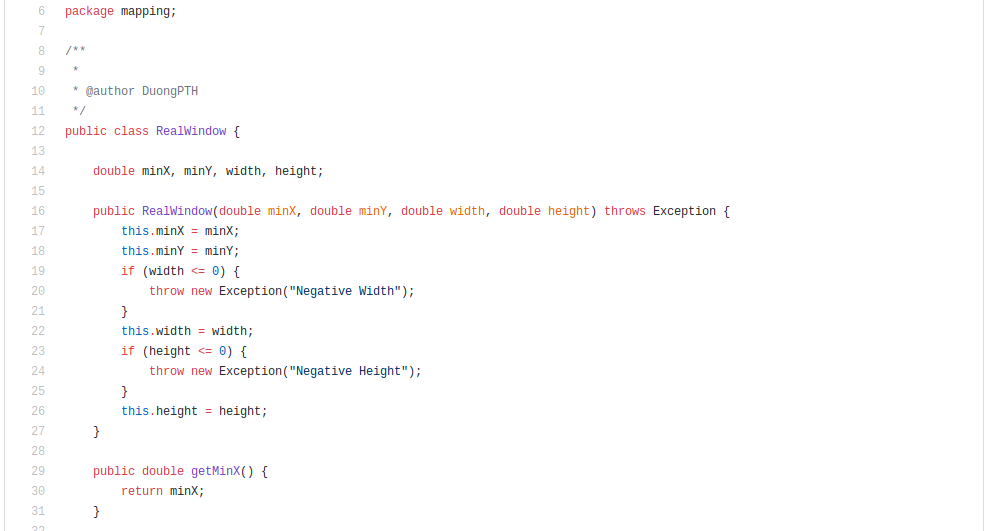 6 package mapping;
7
8 /**
9  *
10  * @author DuongPTH
11  */
12 public class RealWindow {
13
14     double minX, minY, width, height;
15
16     public RealWindow(double minX, double minY, double width, double height) throws Exception {
17         this.minX = minX;
18         this.minY = minY;
19         if (width <= 0) {
20             throw new Exception("Negative Width");
21         }
22         this.width = width;
23         if (height <= 0) {
24             throw new Exception("Negative Height");
25         }
26         this.height = height;
27     }
28
29     public double getMinX() {
30         return minX;
31     }
32